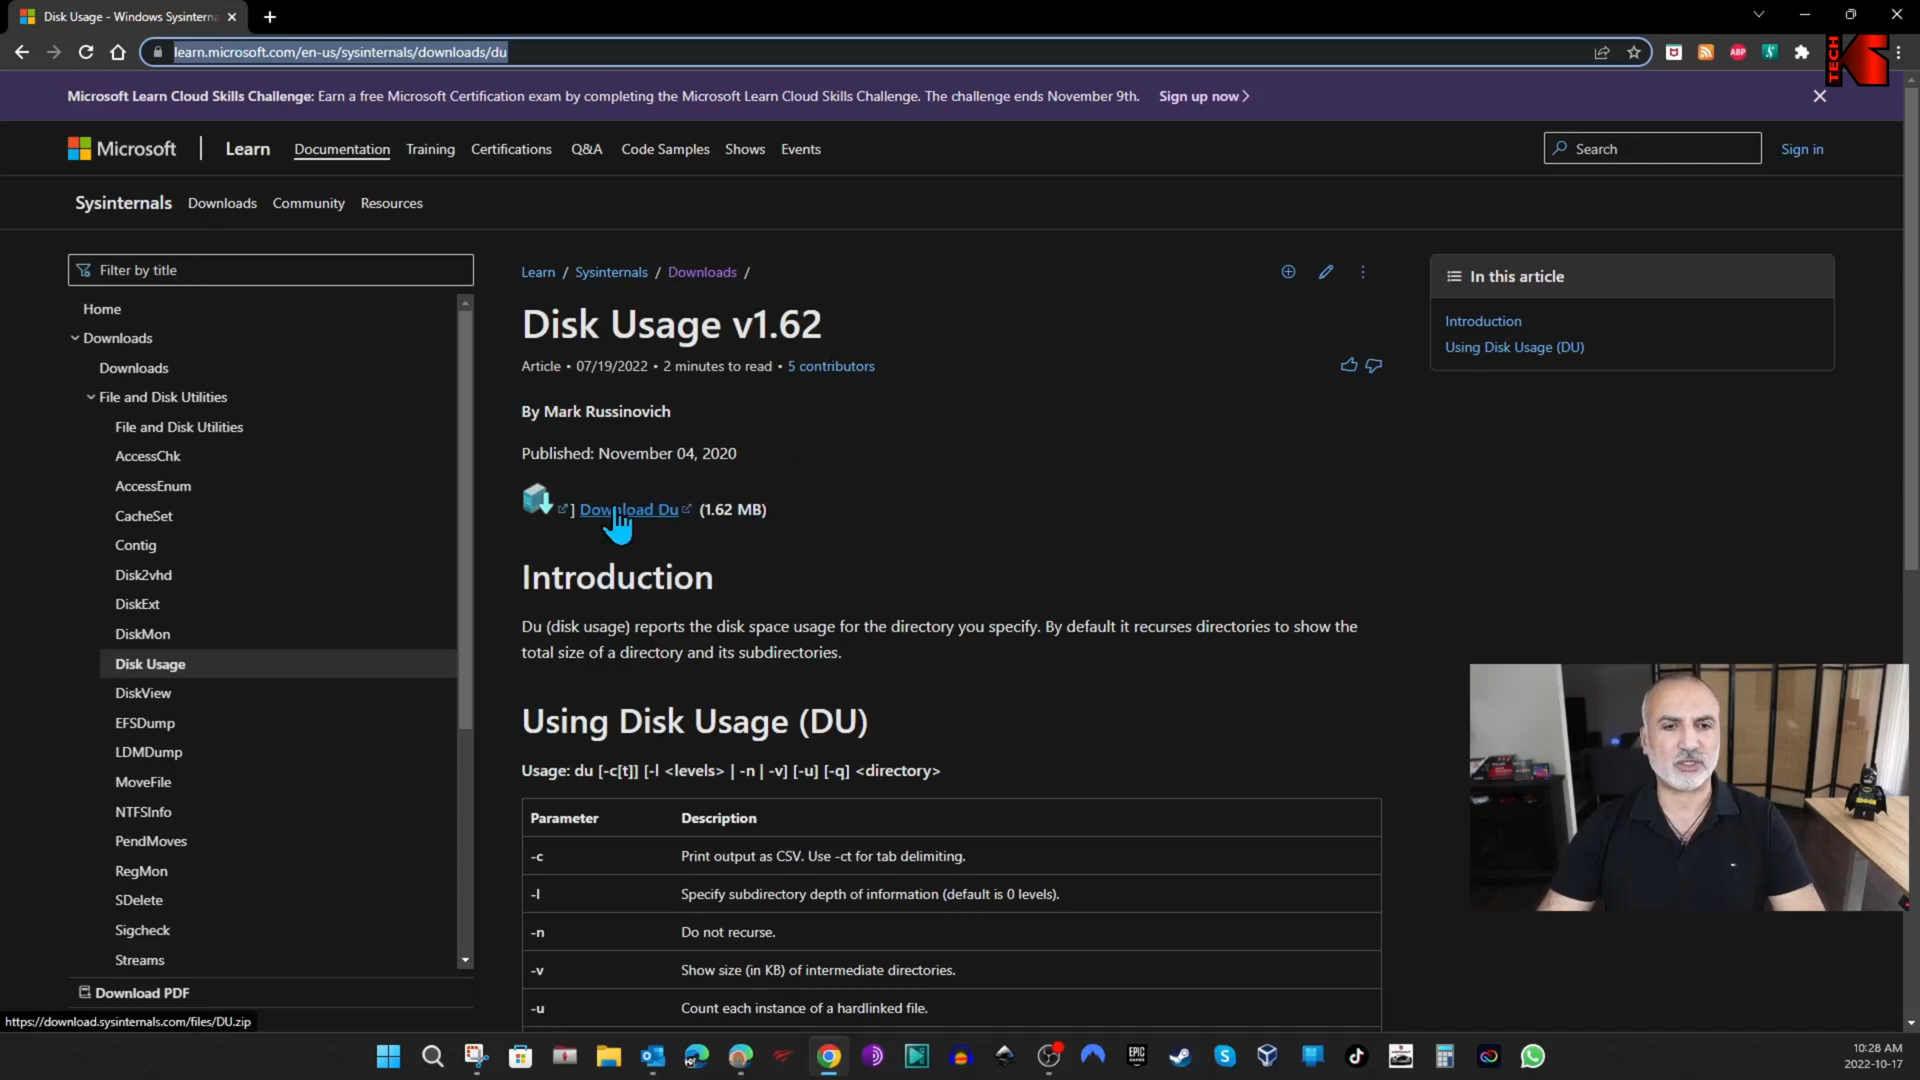 Disk Usage - Windows Sysinterna
learn.microsoft.com/en-us/sysinternals/downloads/du
ABP
TECH
K
Microsoft Learn Cloud Skills Challenge: Earn a free Microsoft Certification exam by completing the Microsoft Learn Cloud Skills Challenge. The challenge ends November 9th. Sign up now >
Microsoft | Learn Documentation Training Certifications Q&A Code Samples Shows Events
Search
Sign in
Sysinternals Downloads Community Resources
Filter by title
Home
Downloads
Downloads
File and Disk Utilities
File and Disk Utilities
AccessChk
AccessEnum
CacheSet
Contig
Disk2vhd
DiskExt
DiskMon
Disk Usage
DiskView
EFSDump
LDMDump
MoveFile
NTFSInfo
PendMoves
RegMon
SDelete
Sigcheck
Streams
Download PDF
Learn / Sysinternals / Downloads /
Disk Usage v1.62
Article • 07/19/2022 • 2 minutes to read • 5 contributors
By Mark Russinovich
Published: November 04, 2020
] Download Du (1.62 MB)
Introduction
Du (disk usage) reports the disk space usage for the directory you specify. By default it recurses directories to show the
total size of a directory and its subdirectories.
Using Disk Usage (DU)
Usage: du [-c[t]] [-l <levels> | -n | -v] [-u] [-q] <directory>
Parameter Description
-c Print output as CSV. Use -ct for tab delimiting.
-l Specify subdirectory depth of information (default is 0 levels).
-n Do not recurse.
-v Show size (in KB) of intermediate directories.
-u Count each instance of a hardlinked file.
In this article
Introduction
Using Disk Usage (DU)
https://download.sysinternals.com/files/DU.zip
EPIC
10:28 AM
2022-10-17